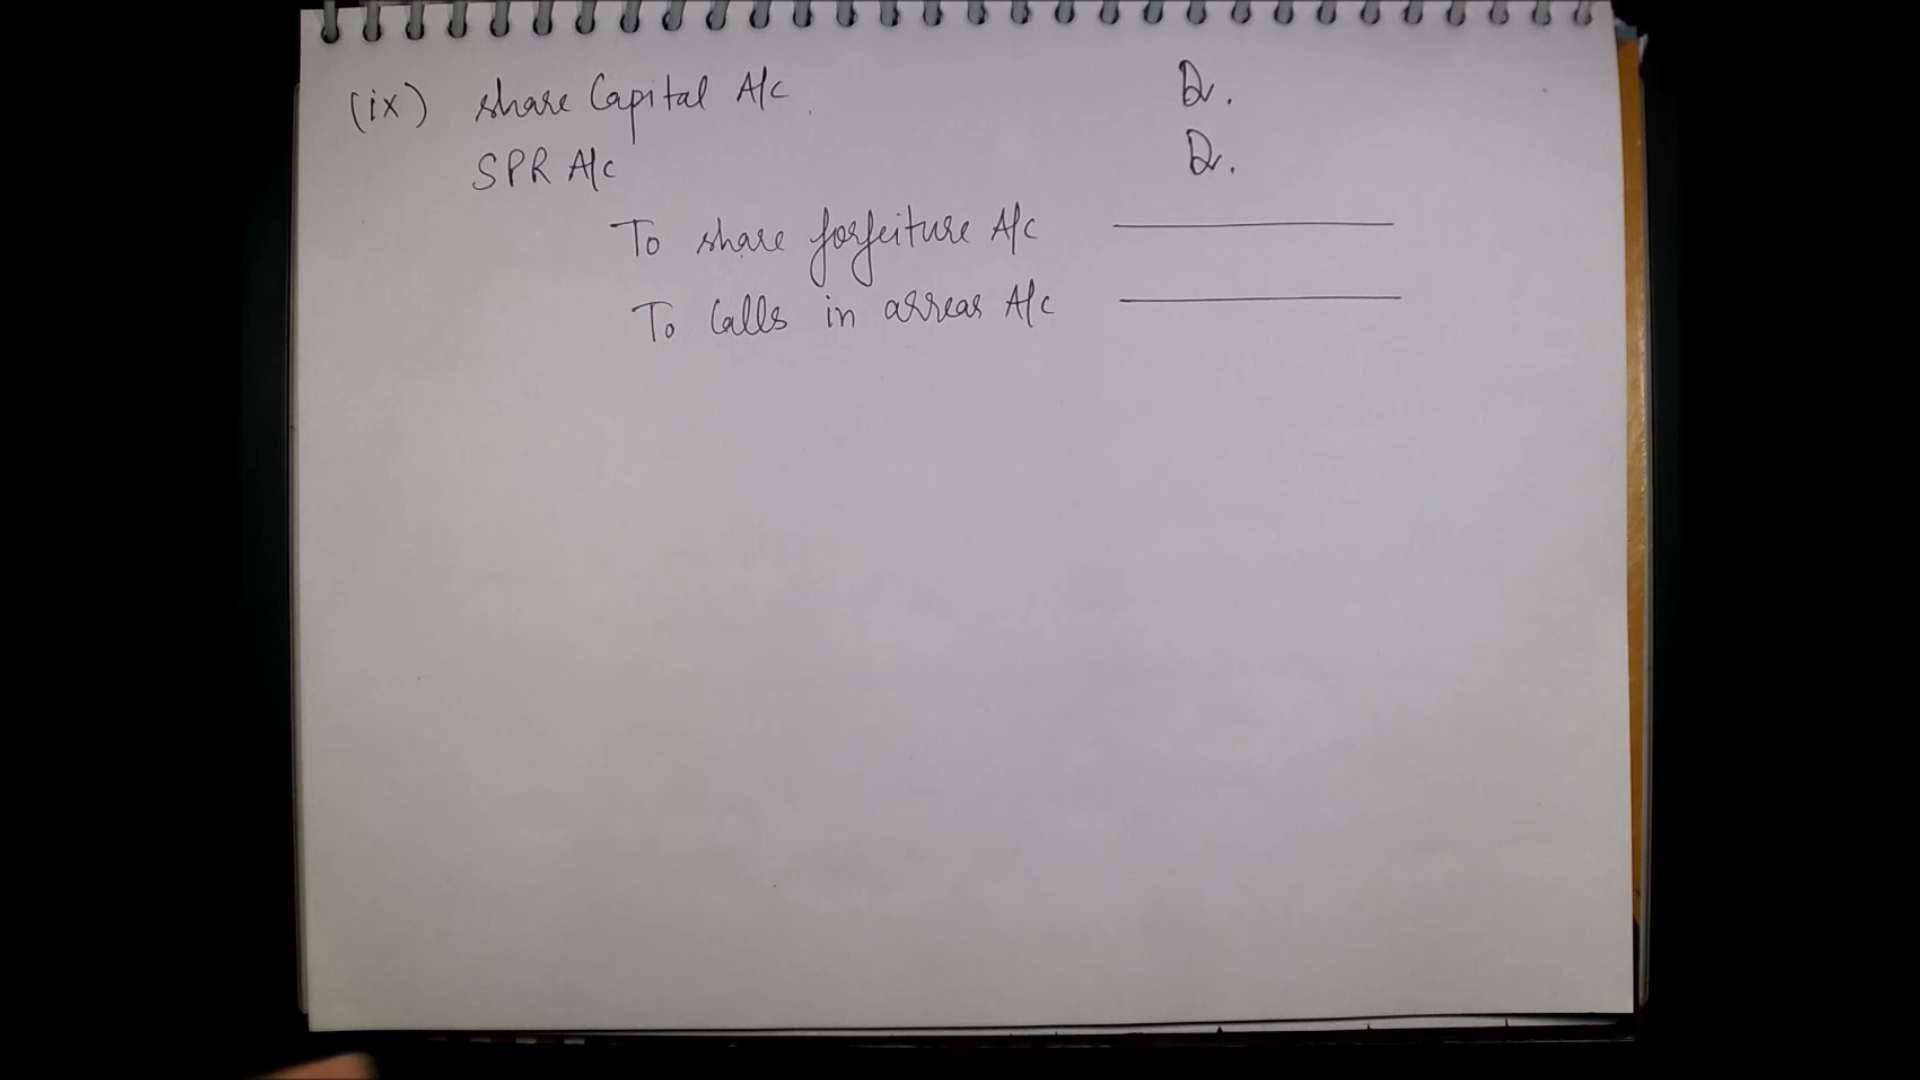 (ix) share Capital A/c Dr.
SPR A/c Dr.
To share forfeiture A/c
To Calls in arrear A/c